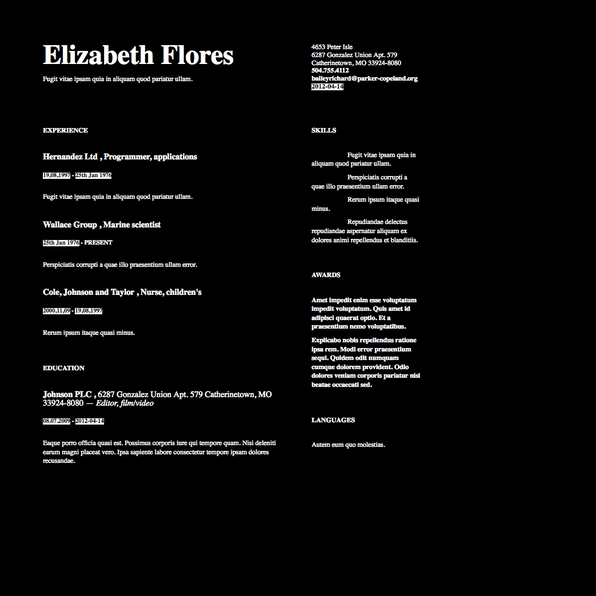 Elizabeth Flores
Fugit vitae ipsum quia in aliquam quod pariatur ullam.
4653 Peter Isle
6287 Gonzalez Union Apt. 579
Catherinetown, MO 33924-8080
504.755.4112
baileyrichard@parker-copeland.org
2012-04-14
EXPERIENCE
Hernandez Ltd , Programmer, applications
19.08.1997 - 25th Jan 1976
Fugit vitae ipsum quia in aliquam quod pariatur ullam.
Wallace Group , Marine scientist
25th Jan 1976 - PRESENT
Perspiciatis corrupti a quae illo praesentium ullam error.
Cole, Johnson and Taylor , Nurse, children's
2000.11.09 - 19.08.1997
Rerum ipsum itaque quasi minus.
EDUCATION
Johnson PLC , 6287 Gonzalez Union Apt. 579 Catherinetown, MO
33924-8080 — Editor, film/video
08.07.2009 - 2012-04-14
Eaque porro officia quasi est. Possimus corporis iure qui tempore quam. Nisi deleniti
earum magni placeat vero. Ipsa sapiente labore consectetur tempore ipsam dolores
recusandae.
SKILLS
Fugit vitae ipsum quia in
aliquam quod pariatur ullam.
Perspiciatis corrupti a
quae illo praesentium ullam error.
Rerum ipsum itaque quasi
minus.
Repudiandae delectus
repudiandae aspernatur aliquam ex
dolores animi repellendus et blanditiis.
AWARDS
Amet impedit enim esse voluptatum
impedit voluptatum. Quis amet id
adipisci quaerat optio. Et a
praesentium nemo voluptatibus.
Explicabo nobis repellendus ratione
ipsa rem. Modi error praesentium
sequi. Quidem odit numquam
cumque dolorem provident. Odio
dolores veniam corporis pariatur nisi
beatae occaecati sed.
LANGUAGES
Autem eum quo molestias.